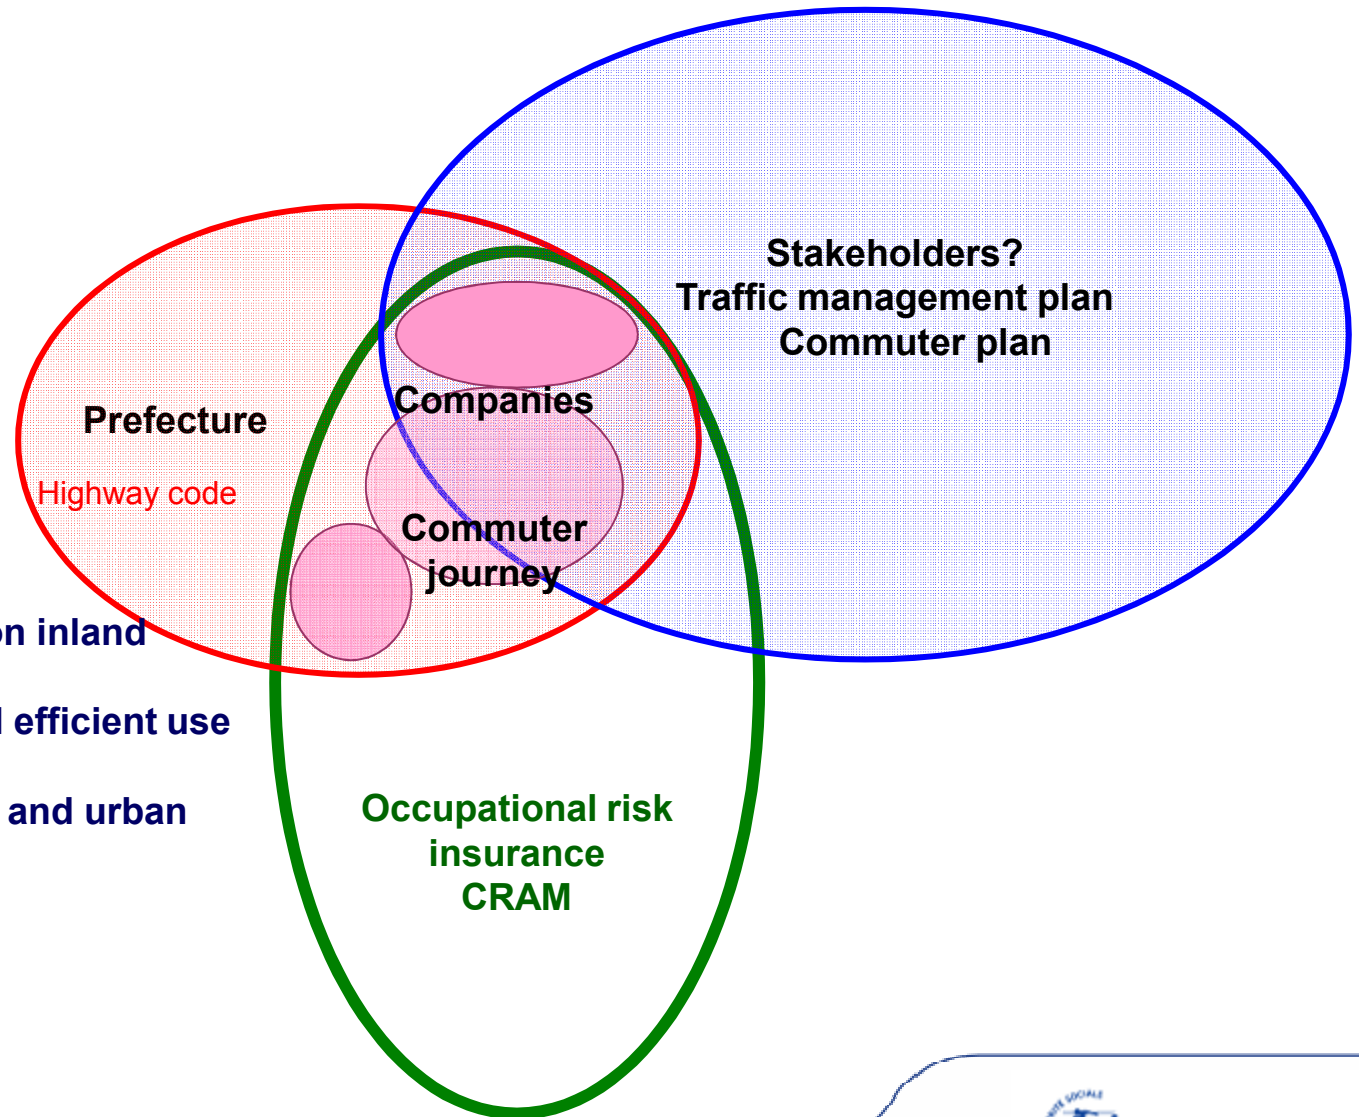 Stakeholders?
Traffic management plan
Commuter plan
Companies
Prefecture
Highway code
Commuter
journey
on inland
efficient use
and urban
Occupational risk
insurance
CRAM
SOCIALE